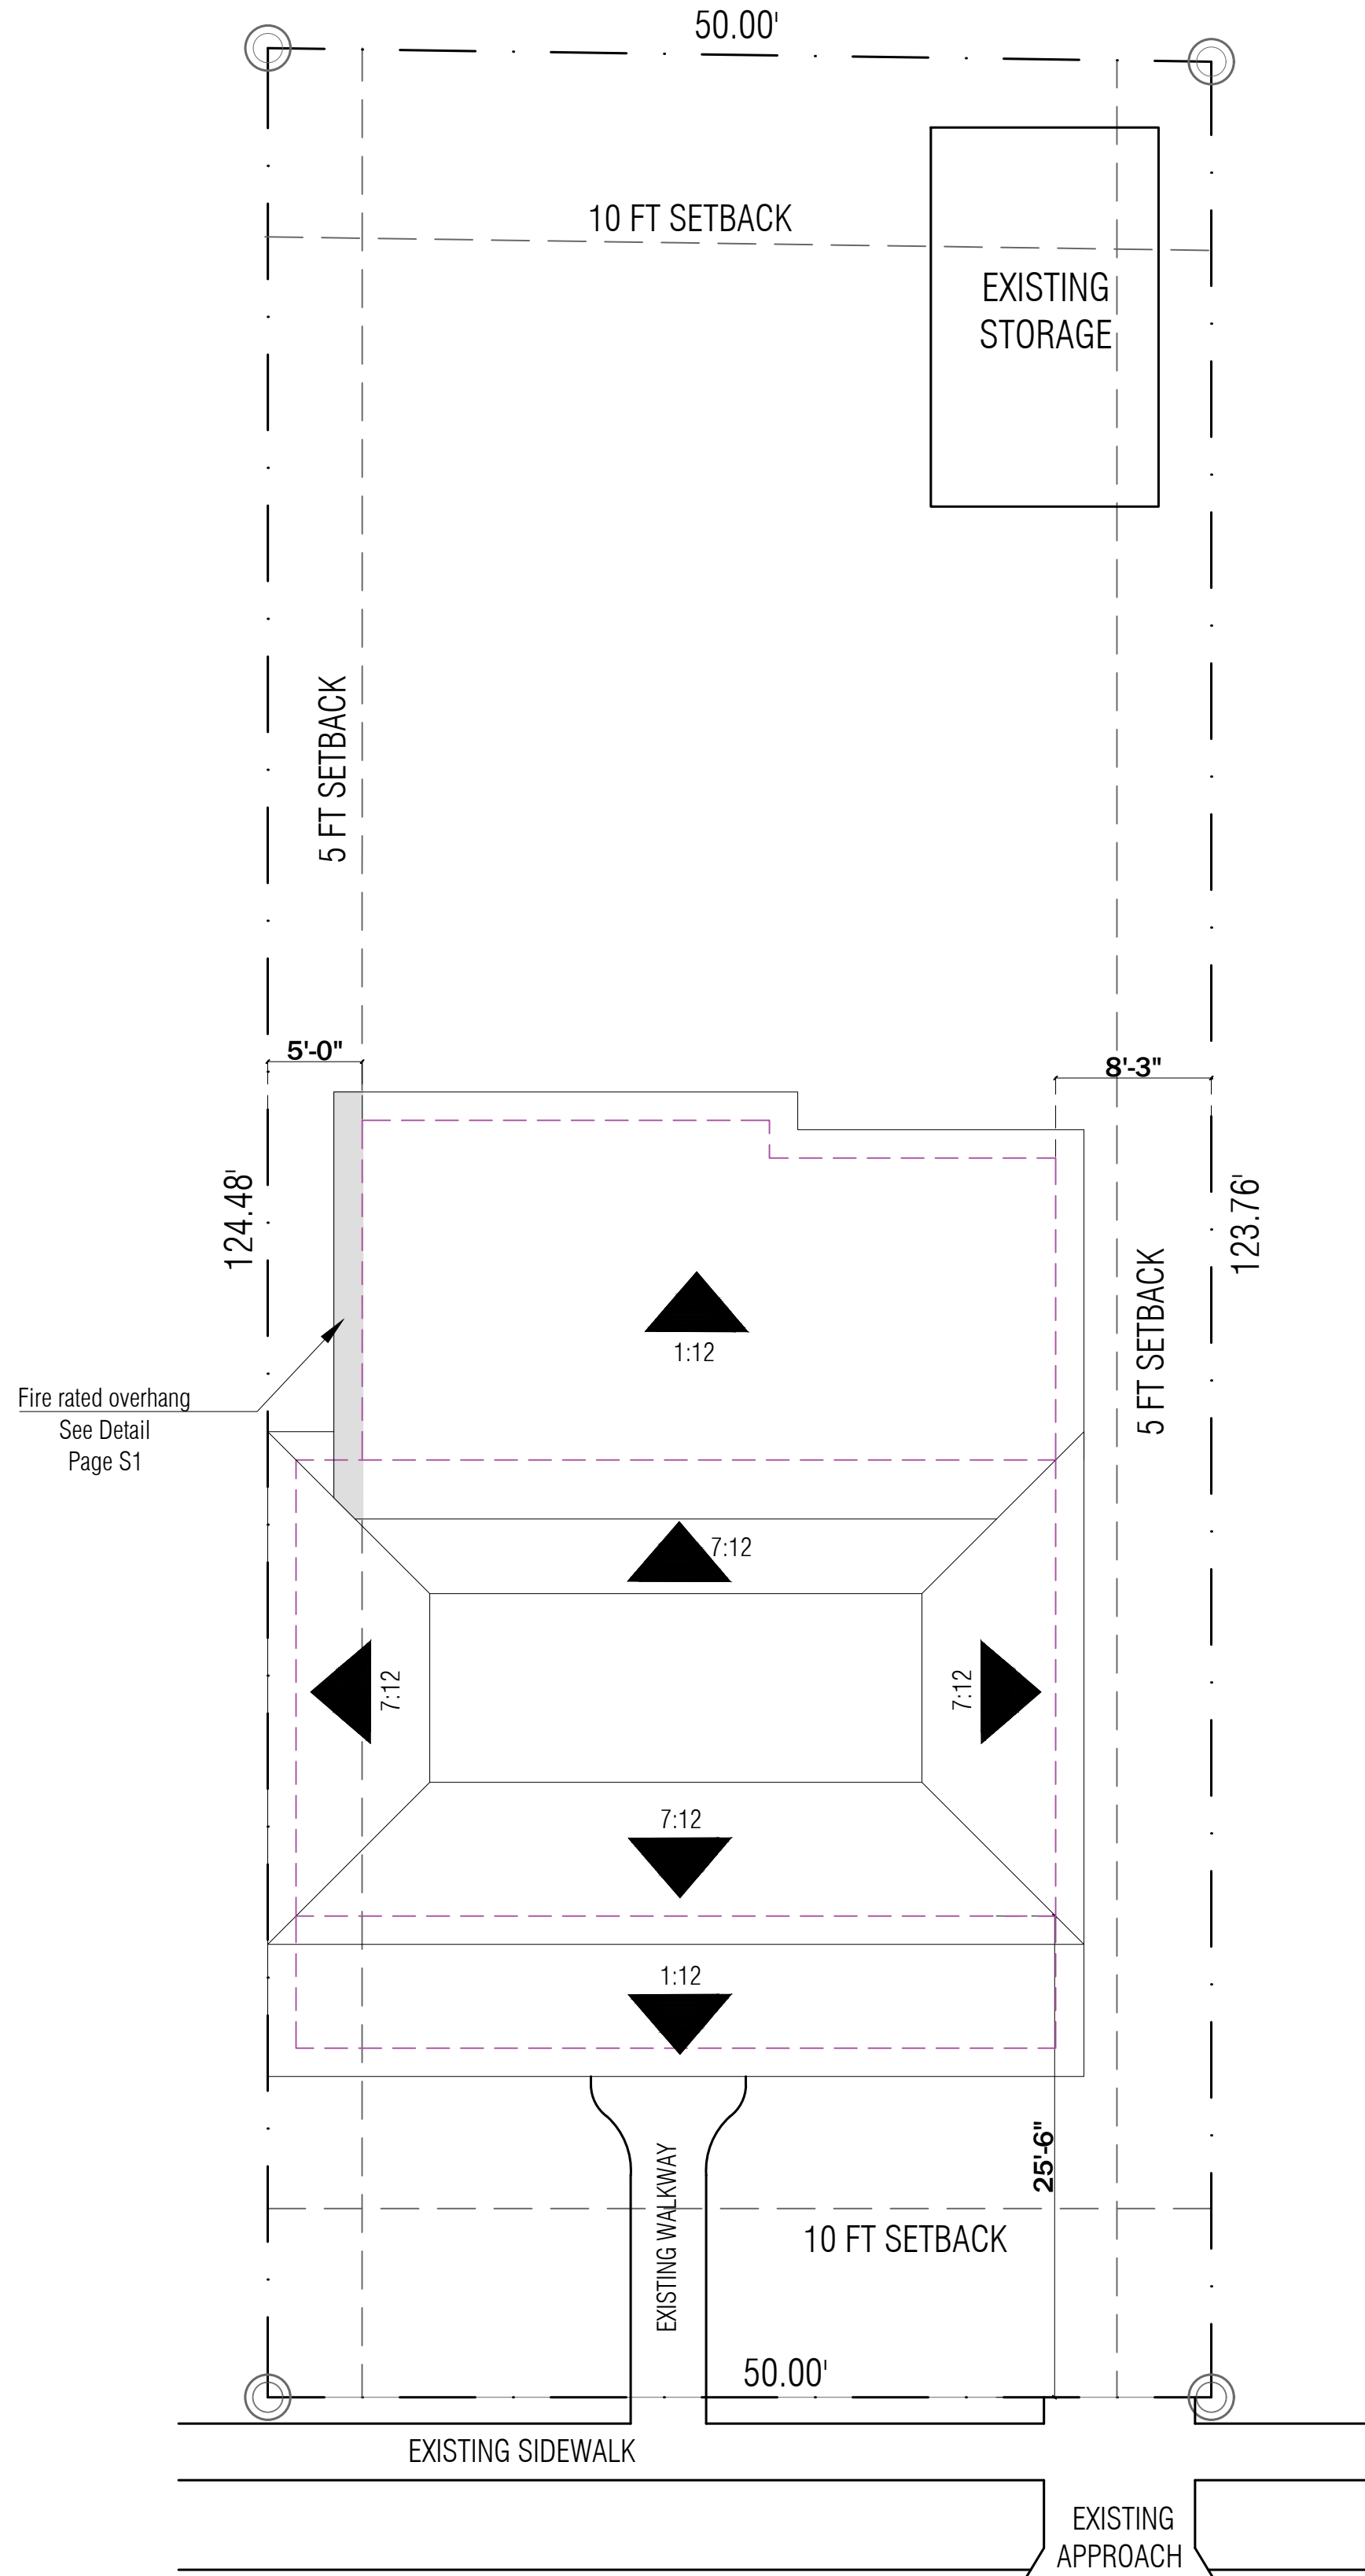 50.00'
10 FT SETBACK
EXISTING
STORAGE
5 FT SETBACK
5'-0"
8'-3"
124.48'
123.76'
5 FT SETBACK
1:12
Fire rated overhang
See Detail
Page S1
7:12
7:12
7:12
7:12
1:12
25'-6"
EXISTING WALKWAY
10 FT SETBACK
50.00'
EXISTING SIDEWALK
EXISTING
APPROACH